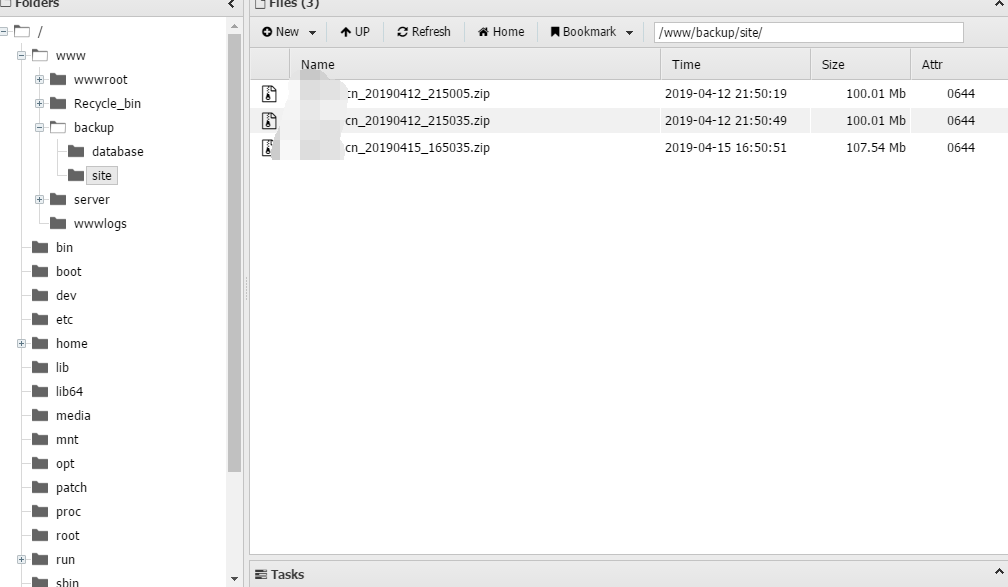 Folders
/
www
wwwroot
Recycle_bin
backup
database
site
server
wwwlogs
bin
boot
dev
etc
home
lib
lib64
media
mnt
opt
patch
proc
root
run
sbin
Files (3)
New UP Refresh Home Bookmark /www/backup/site/
Name Time Size Attr
cn_20190412_215005.zip 2019-04-12 21:50:19 100.01 Mb 0644
cn_20190412_215035.zip 2019-04-12 21:50:49 100.01 Mb 0644
cn_20190415_165035.zip 2019-04-15 16:50:51 107.54 Mb 0644
Tasks